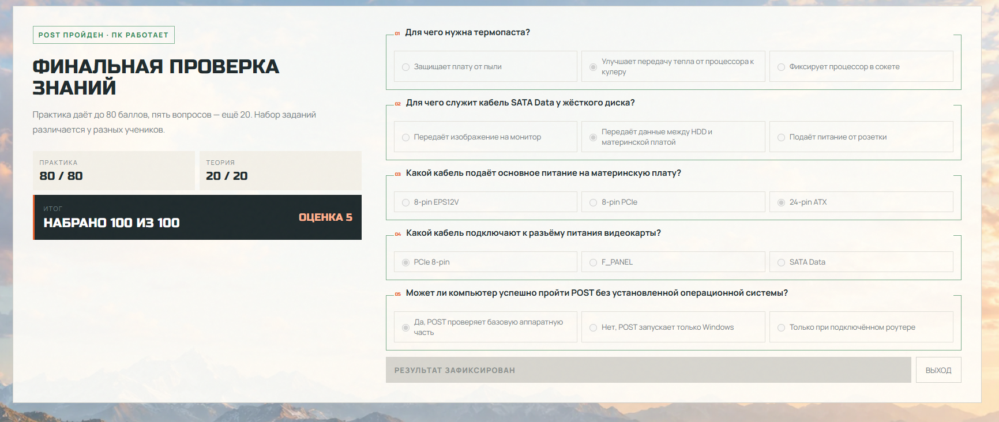 POST ПРОЙДЕН · ПК РАБОТАЕТ
ФИНАЛЬНАЯ ПРОВЕРКА
ЗНАНИЙ
Практика даёт до 80 баллов, пять вопросов — ещё 20. Набор заданий
различается у разных учеников.
ПРАКТИКА
80 / 80
ТЕОРИЯ
20 / 20
ИТОГ
НАБРАНО 100 ИЗ 100
ОЦЕНКА 5
01 Для чего нужна термопаста?
Защищает плату от пыли
Улучшает передачу тепла от процессора к
кулеру
Фиксирует процессор в сокете
02 Для чего служит кабель SATA Data у жёсткого диска?
Передаёт изображение на монитор
Передаёт данные между HDD и
материнской платой
Подаёт питание от розетки
03 Какой кабель подаёт основное питание на материнскую плату?
8-pin EPS12V
8-pin PCIe
24-pin ATX
04 Какой кабель подключают к разъёму питания видеокарты?
PCIe 8-pin
F_PANEL
SATA Data
05 Может ли компьютер успешно пройти POST без установленной операционной системы?
Да, POST проверяет базовую аппаратную
часть
Нет, POST запускает только Windows
Только при подключённом роутере
РЕЗУЛЬТАТ ЗАФИКСИРОВАН
ВЫХОД